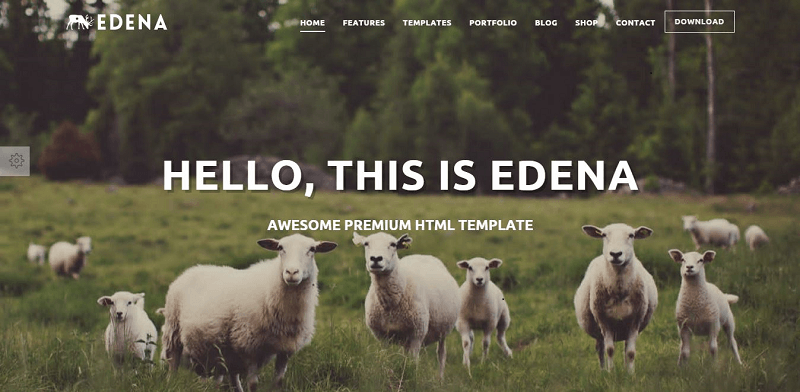 EDENA
HOME FEATURES TEMPLATES PORTFOLIO BLOG SHOP CONTACT DOWNLOAD
HELLO, THIS IS EDENA
AWESOME PREMIUM HTML TEMPLATE